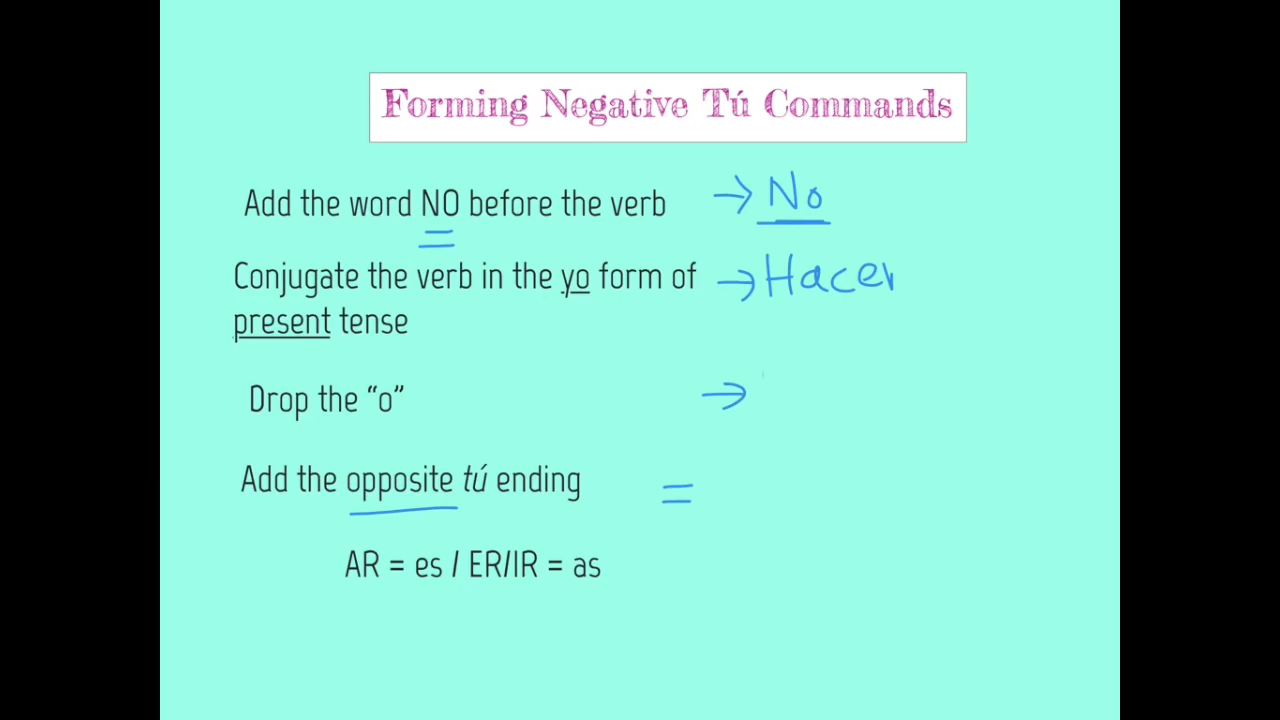 Forming Negative Tú Commands
Add the word NO before the verb → No
Conjugate the verb in the yo form of → Hacer
present tense
Drop the “o” →
Add the opposite tú ending =
AR = es / ER/IR = as